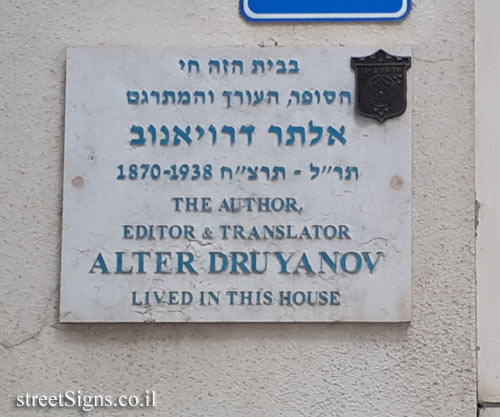 בבית הזה חי
הסופר, העורך והמתרגם
אלתר דרויאנוב
תר״ל - תרצ״ח 1870-1938
THE AUTHOR,
EDITOR & TRANSLATOR
ALTER DRUYANOV
LIVED IN THIS HOUSE
streetSigns.co.il